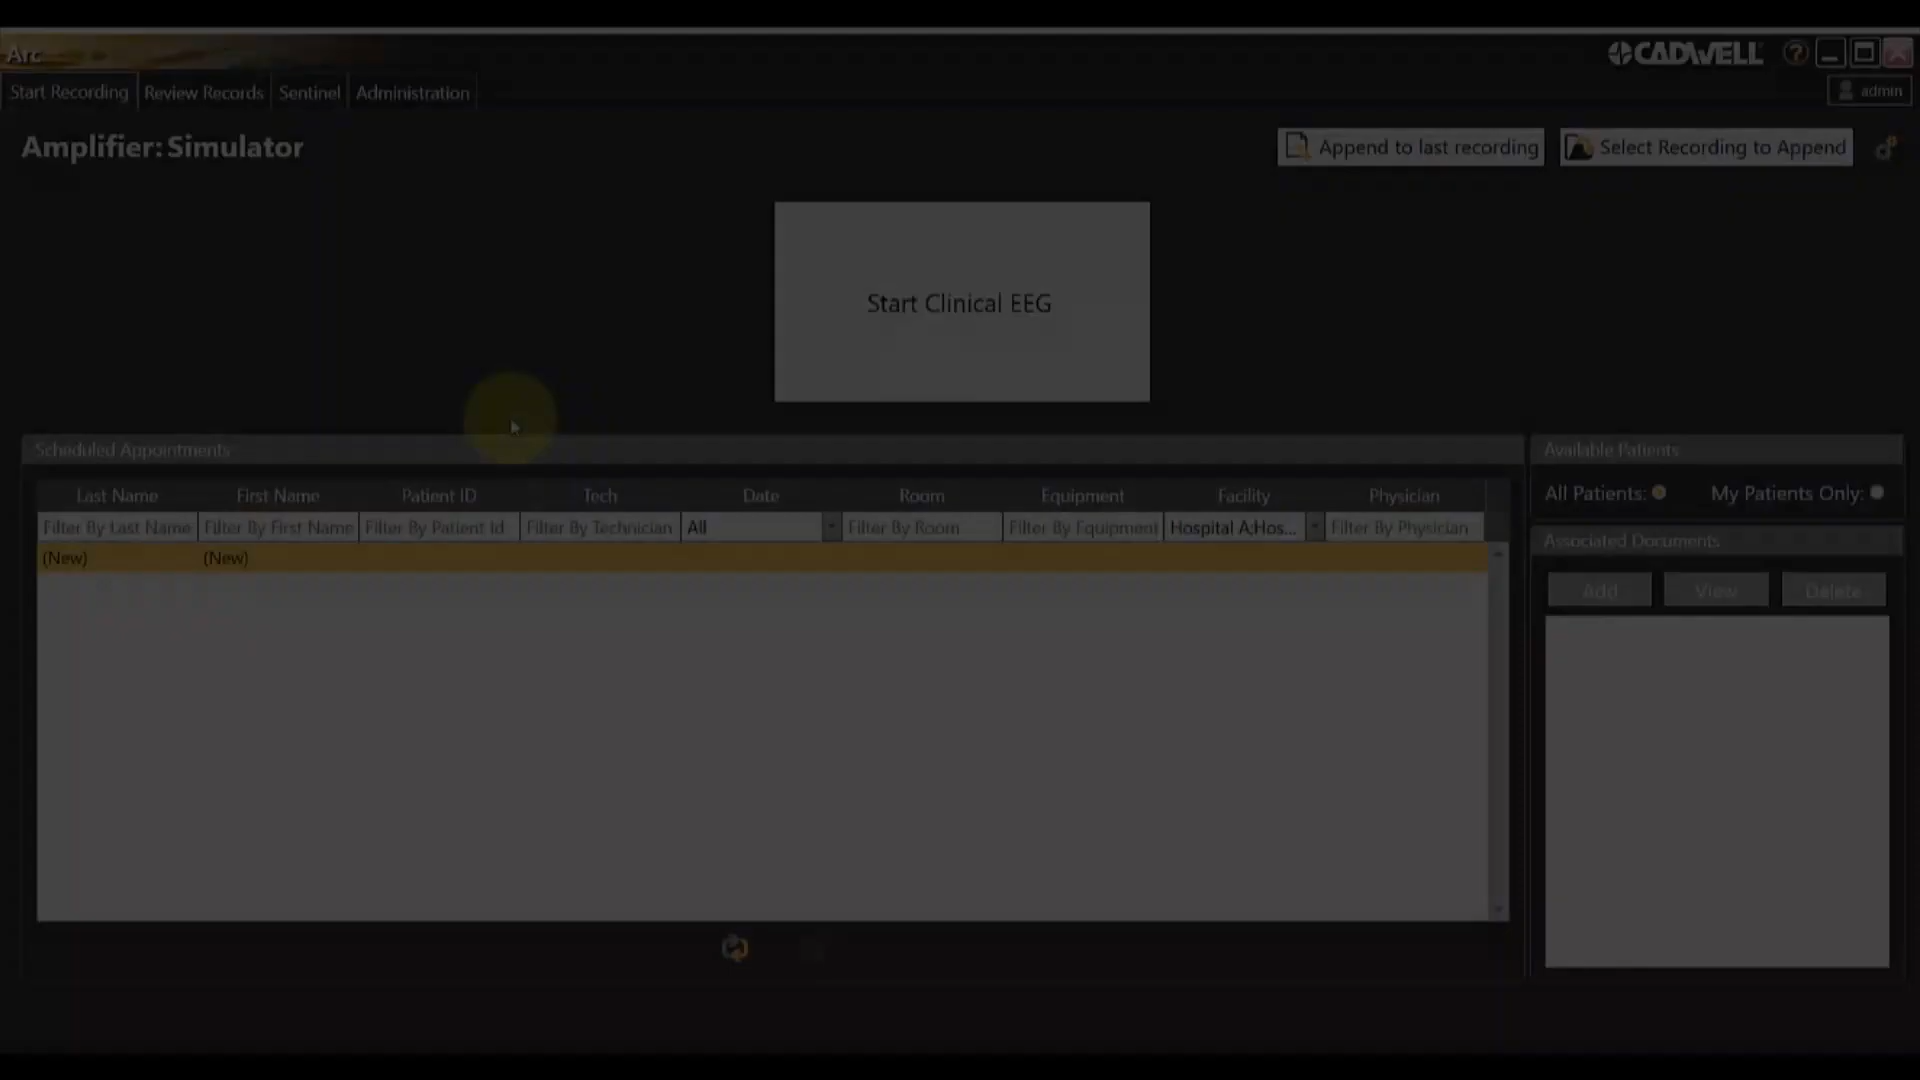 Arc
CADWELL
Start Recording Review Records Sentinel Administration
admin
Amplifier: Simulator
Append to last recording
Select Recording to Append
Start Clinical EEG
Scheduled Appointments
Last Name First Name Patient ID Tech Date Room Equipment Facility Physician
Filter By Last Name Filter By First Name Filter By Patient Id Filter By Technician All Filter By Room Filter By Equipment Hospital A;Hos... Filter By Physician
(New) (New)
Available Patients
All Patients: My Patients Only:
Associated Documents
Add View Delete